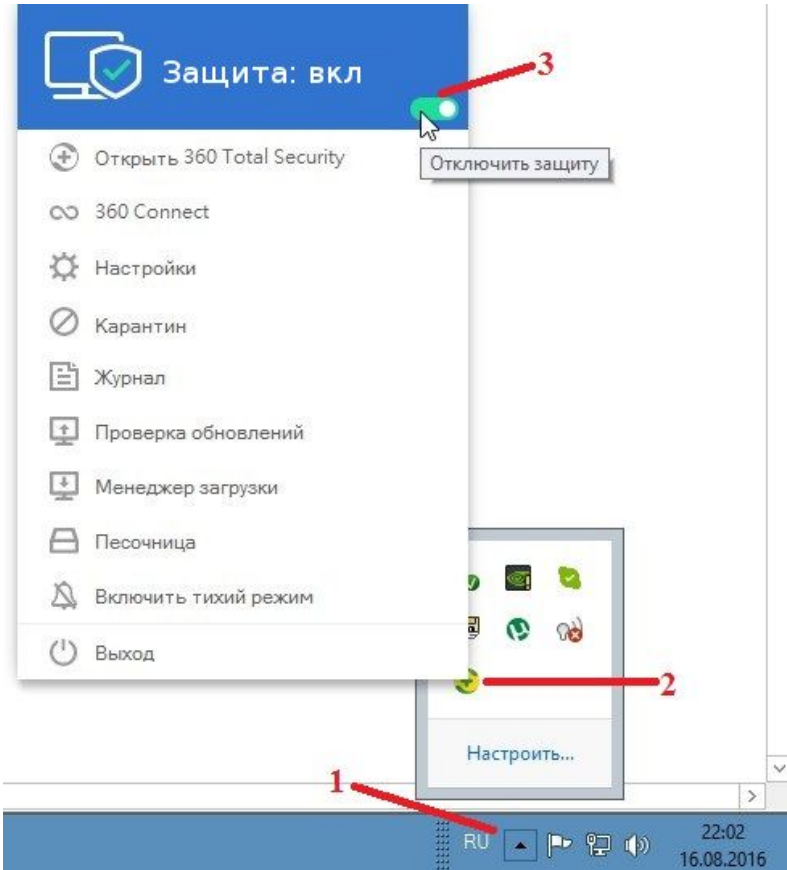 Защита: вкл
3
Отключить защиту
Открыть 360 Total Security
360 Connect
Настройки
Карантин
Журнал
Проверка обновлений
Менеджер загрузки
Песочница
Включить тихий режим
Выход
2
Настроить...
1
RU
22:02
16.08.2016